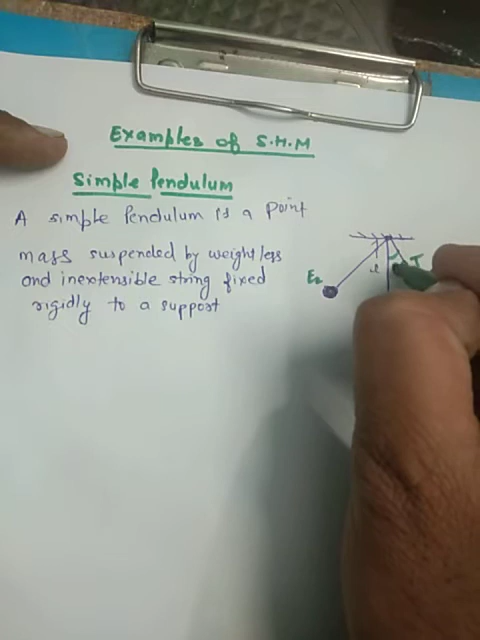 Examples of S.H.M
Simple Pendulum
A simple Pendulum is a point
mass suspended by weightless
and inextensible string fixed
rigidly to a support
E₂
l
T